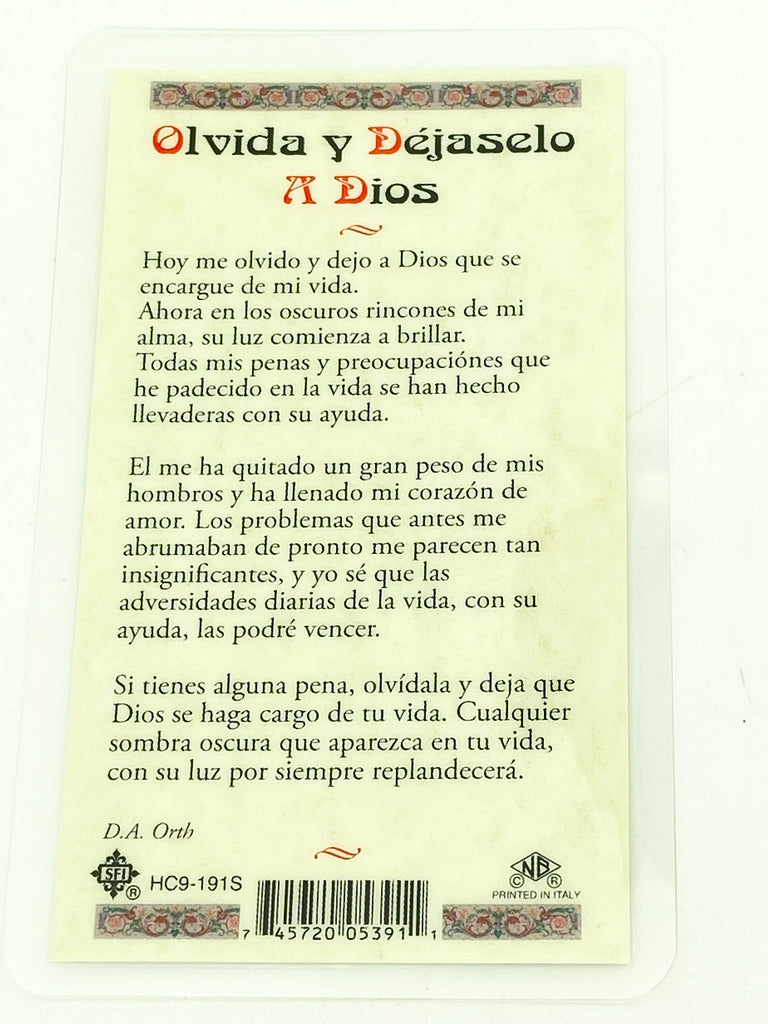 Olvida y Déjaselo
A Dios
Hoy me olvido y dejo a Dios que se
encargue de mi vida.
Ahora en los oscuros rincones de mi
alma, su luz comienza a brillar.
Todas mis penas y preocupaciónes que
he padecido en la vida se han hecho
llevaderas con su ayuda.
El me ha quitado un gran peso de mis
hombros y ha llenado mi corazón de
amor. Los problemas que antes me
abrumaban de pronto me parecen tan
insignificantes, y yo sé que las
adversidades diarias de la vida, con su
ayuda, las podré vencer.
Si tienes alguna pena, olvídala y deja que
Dios se haga cargo de tu vida. Cualquier
sombra oscura que aparezca en tu vida,
con su luz por siempre replandecerá.
D.A. Orth
SFI ® HC9-191S
NB © ®
PRINTED IN ITALY
7 45720 05391 1